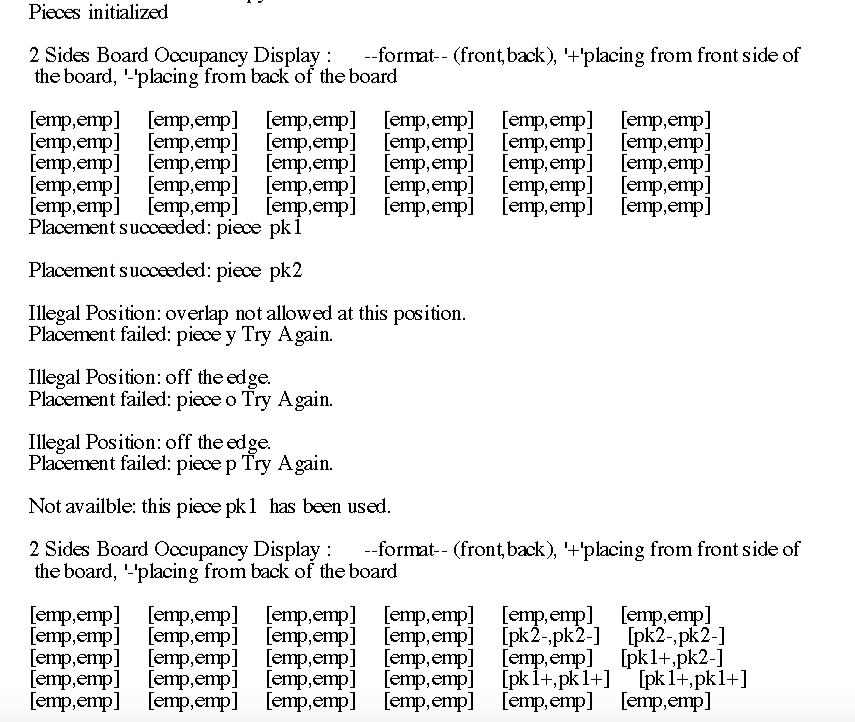 Pieces initialized
2 Sides Board Occupancy Display : --format-- (front,back), '+'placing from front side of
the board, '-'placing from back of the board
[emp,emp] [emp,emp] [emp,emp] [emp,emp] [emp,emp] [emp,emp]
[emp,emp] [emp,emp] [emp,emp] [emp,emp] [emp,emp] [emp,emp]
[emp,emp] [emp,emp] [emp,emp] [emp,emp] [emp,emp] [emp,emp]
[emp,emp] [emp,emp] [emp,emp] [emp,emp] [emp,emp] [emp,emp]
[emp,emp] [emp,emp] [emp,emp] [emp,emp] [emp,emp] [emp,emp]
Placement succeeded: piece pk1
Placement succeeded: piece pk2
Illegal Position: overlap not allowed at this position.
Placement failed: piece y Try Again.
Illegal Position: off the edge.
Placement failed: piece o Try Again.
Illegal Position: off the edge.
Placement failed: piece p Try Again.
Not availble: this piece pk1 has been used.
2 Sides Board Occupancy Display : --format-- (front,back), '+'placing from front side of
the board, '-'placing from back of the board
[emp,emp] [emp,emp] [emp,emp] [emp,emp] [emp,emp] [emp,emp]
[emp,emp] [emp,emp] [emp,emp] [emp,emp] [pk2-,pk2-] [pk2-,pk2-]
[emp,emp] [emp,emp] [emp,emp] [emp,emp] [emp,emp] [pk1+,pk2-]
[emp,emp] [emp,emp] [emp,emp] [emp,emp] [pk1+,pk1+] [pk1+,pk1+]
[emp,emp] [emp,emp] [emp,emp] [emp,emp] [emp,emp] [emp,emp]